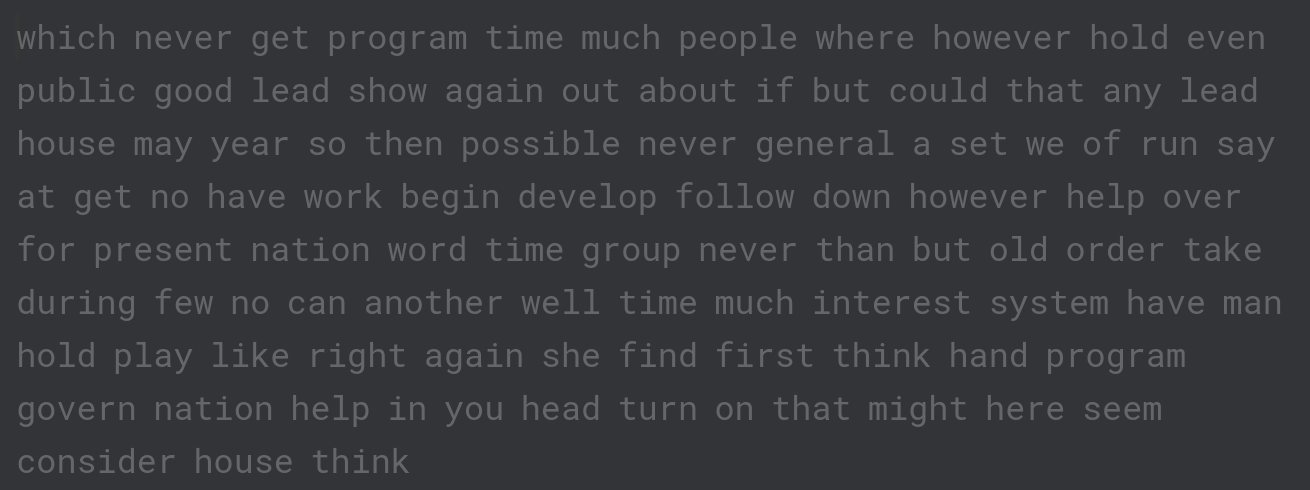 which never get program time much people where however hold even
public good lead show again out about if but could that any lead
house may year so then possible never general a set we of run say
at get no have work begin develop follow down however help over
for present nation word time group never than but old order take
during few no can another well time much interest system have man
hold play like right again she find first think hand program
govern nation help in you head turn on that might here seem
consider house think